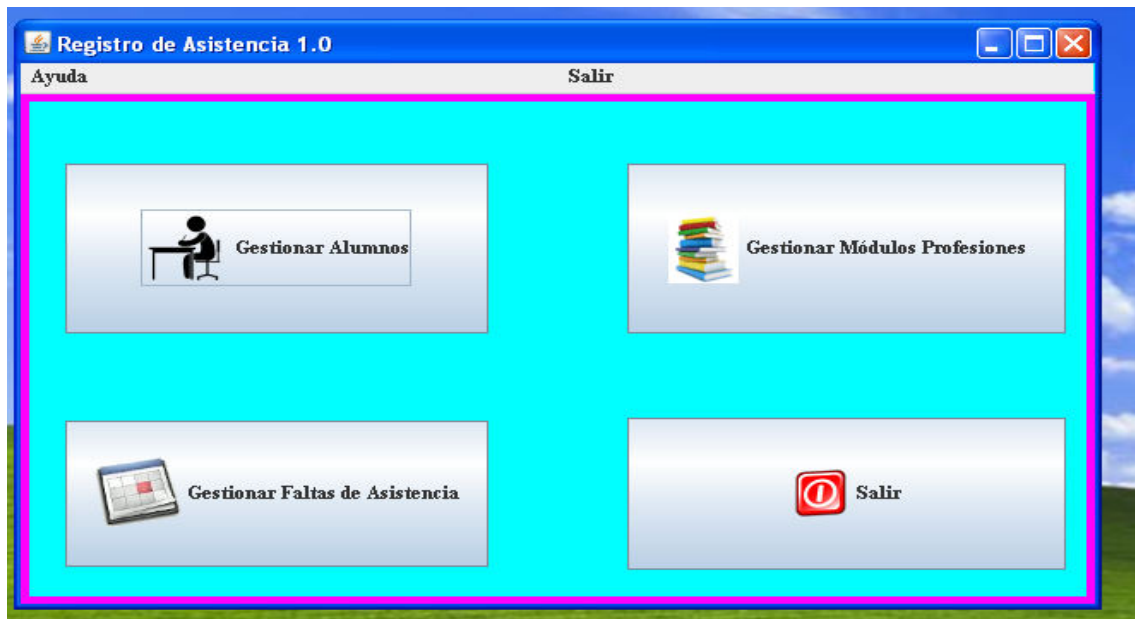 Registro de Asistencia 1.0
Ayuda Salir
Gestionar Alumnos
Gestionar Módulos Profesiones
Gestionar Faltas de Asistencia
Salir